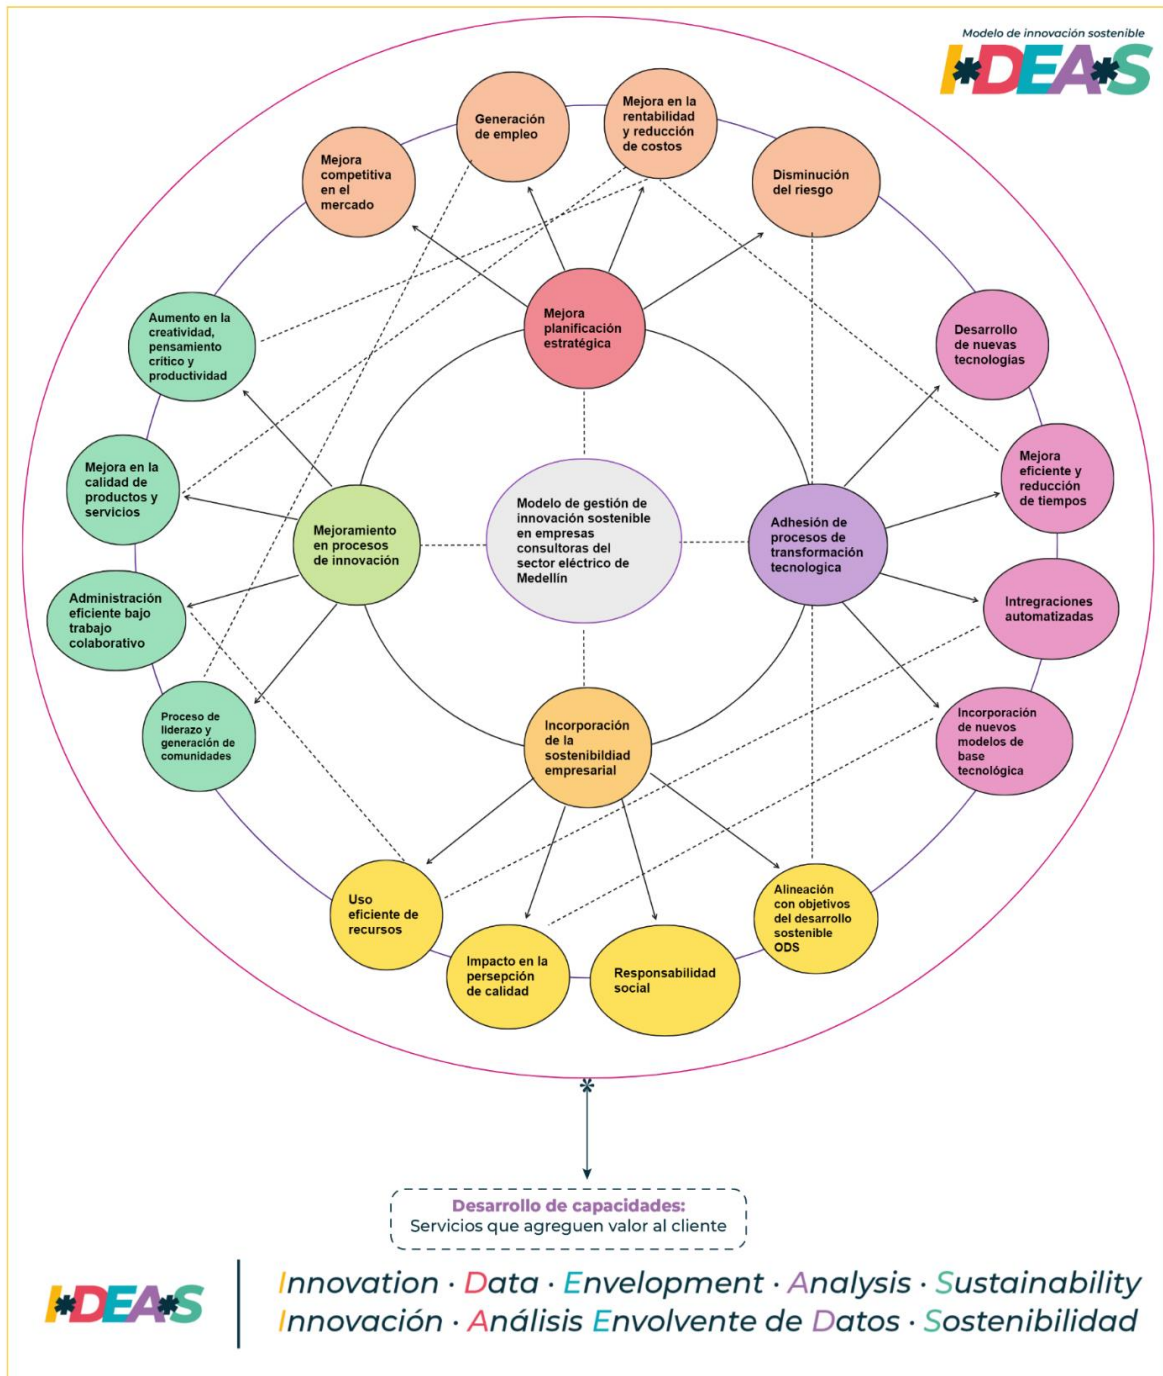 Modelo de innovación sostenible
I*DEA*S
Generación
de empleo
Mejora en la
rentabilidad
y reducción
de costos
Mejora
competitiva
en el
mercado
Disminución
del riesgo
Mejora
planificación
estratégica
Aumento en la
creatividad,
pensamiento
crítico y
productividad
Desarrollo
de nuevas
tecnologías
Mejora en la
calidad de
productos y
servicios
Mejora
eficiente y
reducción
de tiempos
Mejoramiento
en procesos
de innovación
Modelo de gestión de
innovación sostenible
en empresas
consultoras del
sector eléctrico de
Medellín
Adhesión de
procesos de
transformación
tecnologica
Administración
eficiente bajo
trabajo
colaborativo
Intregraciones
automatizadas
Proceso de
liderazo y
generación de
comunidades
Incorporación
de la
sostenibildiad
empresarial
Incorporación
de nuevos
modelos de
base
tecnológica
Uso
eficiente de
recursos
Impacto en la
persepción
de calidad
Responsabilidad
social
Alineación
con objetivos
del desarrollo
sostenible
ODS
*
Desarrollo de capacidades:
Servicios que agreguen valor al cliente
I*DEA*S
Innovation · Data · Envelopment · Analysis · Sustainability
Innovación · Análisis Envolvente de Datos · Sostenibilidad